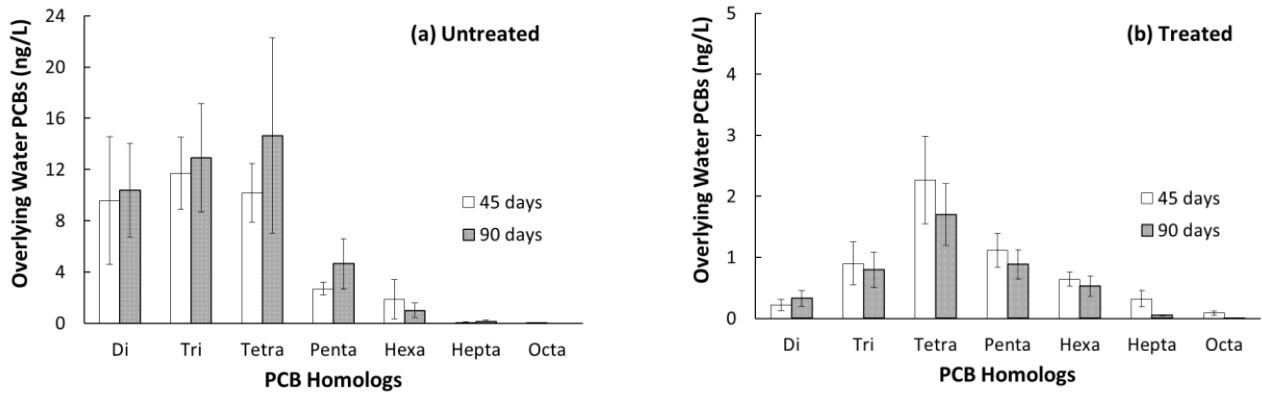 Overlying Water PCBs (ng/L)
24
20
16
12
8
4
0
(a) Untreated
45 days
90 days
Di Tri Tetra Penta Hexa Hepta Octa
PCB Homologs
Overlying Water PCBs (ng/L)
5
4
3
2
1
0
(b) Treated
45 days
90 days
Di Tri Tetra Penta Hexa Hepta Octa
PCB Homologs